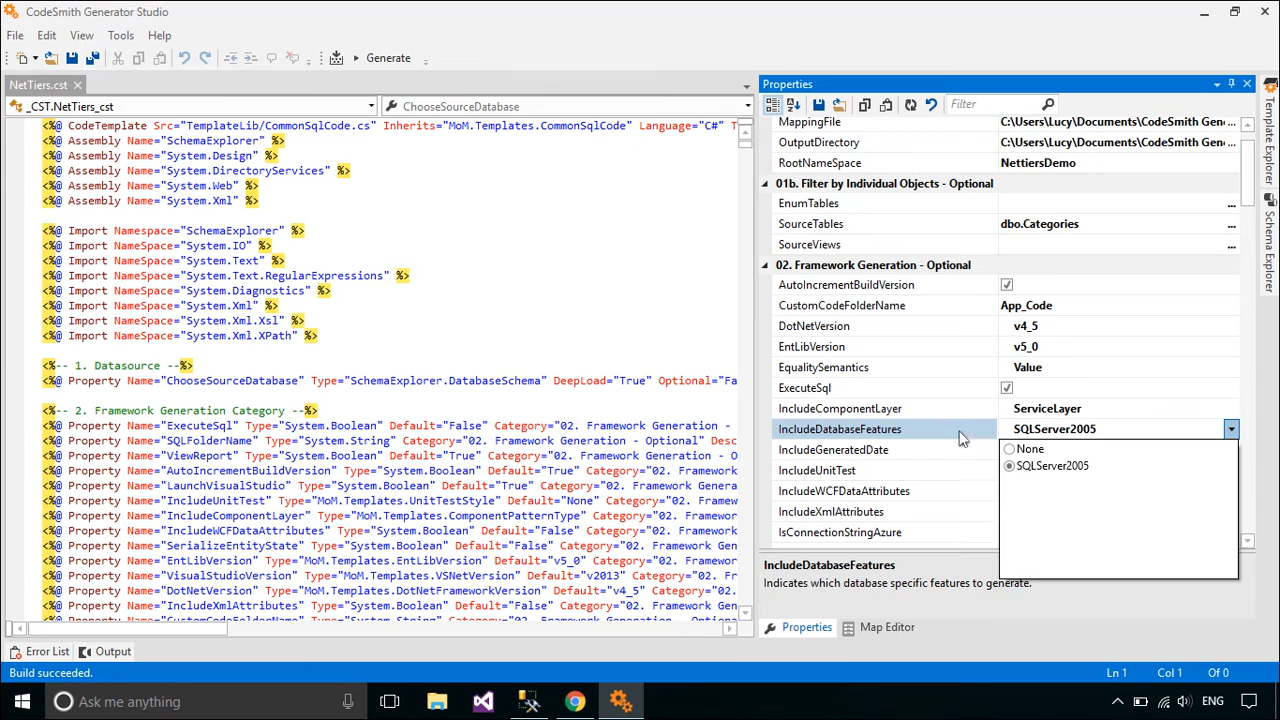 CodeSmith Generator Studio
File Edit View Tools Help
Generate
NetTiers.cst
_CST.NetTiers_cst ChooseSourceDatabase
<%@ CodeTemplate Src="TemplateLib/CommonSqlCode.cs" Inherits="MoM.Templates.CommonSqlCode" Language="C#" T
<%@ Assembly Name="SchemaExplorer" %>
<%@ Assembly Name="System.Design" %>
<%@ Assembly Name="System.DirectoryServices" %>
<%@ Assembly Name="System.Web" %>
<%@ Assembly Name="System.Xml" %>
<%@ Import Namespace="SchemaExplorer" %>
<%@ Import NameSpace="System.IO" %>
<%@ Import NameSpace="System.Text" %>
<%@ Import NameSpace="System.Text.RegularExpressions" %>
<%@ Import NameSpace="System.Diagnostics" %>
<%@ Import NameSpace="System.Xml" %>
<%@ Import NameSpace="System.Xml.Xsl" %>
<%@ Import NameSpace="System.Xml.XPath" %>
<%-- 1. Datasource --%>
<%@ Property Name="ChooseSourceDatabase" Type="SchemaExplorer.DatabaseSchema" DeepLoad="True" Optional="Fa
<%-- 2. Framework Generation Category --%>
<%@ Property Name="ExecuteSql" Type="System.Boolean" Default="False" Category="02. Framework Generation - O
<%@ Property Name="SQLFolderName" Type="System.String" Category="02. Framework Generation - Optional" Desc
<%@ Property Name="ViewReport" Type="System.Boolean" Default="True" Category="02. Framework Generation - O
<%@ Property Name="AutoIncrementBuildVersion" Type="System.Boolean" Default="True" Category="02. Framework
<%@ Property Name="LaunchVisualStudio" Type="System.Boolean" Default="True" Category="02. Framework Genera
<%@ Property Name="IncludeUnitTest" Type="MoM.Templates.UnitTestStyle" Default="None" Category="02. Framew
<%@ Property Name="IncludeComponentLayer" Type="MoM.Templates.ComponentPatternType" Category="02. Framewor
<%@ Property Name="IncludeWCFDataAttributes" Type="System.Boolean" Default="False" Category="02. Framework
<%@ Property Name="SerializeEntityState" Type="System.Boolean" Default="False" Category="02. Framework Gen
<%@ Property Name="EntLibVersion" Type="MoM.Templates.EntLibVersion" Default="v5_0" Category="02. Framewor
<%@ Property Name="VisualStudioVersion" Type="MoM.Templates.VSNetVersion" Default="v2013" Category="02. Fr
<%@ Property Name="DotNetVersion" Type="MoM.Templates.DotNetFrameworkVersion" Default="v4_5" Category="02.
<%@ Property Name="IncludeXmlAttributes" Type="System.Boolean" Default="False" Category="02. Framework Gen
Properties
Filter
MappingFile C:\Users\Lucy\Documents\CodeSmith Gen...
OutputDirectory C:\Users\Lucy\Documents\CodeSmith Gen...
RootNameSpace NettiersDemo
01b. Filter by Individual Objects - Optional
EnumTables ...
SourceTables dbo.Categories ...
SourceViews ...
02. Framework Generation - Optional
AutoIncrementBuildVersion
CustomCodeFolderName App_Code
DotNetVersion v4_5
EntLibVersion v5_0
EqualitySemantics Value
ExecuteSql
IncludeComponentLayer ServiceLayer
IncludeDatabaseFeatures SQLServer2005
IncludeGeneratedDate
IncludeUnitTest
IncludeWCFDataAttributes
IncludeXmlAttributes
IsConnectionStringAzure
None
SQLServer2005
IncludeDatabaseFeatures
Indicates which database specific features to generate.
Properties Map Editor
Template Explorer
Schema Explorer
Error List Output
Build succeeded. Ln 1 Col 1 Of 0
Ask me anything ENG